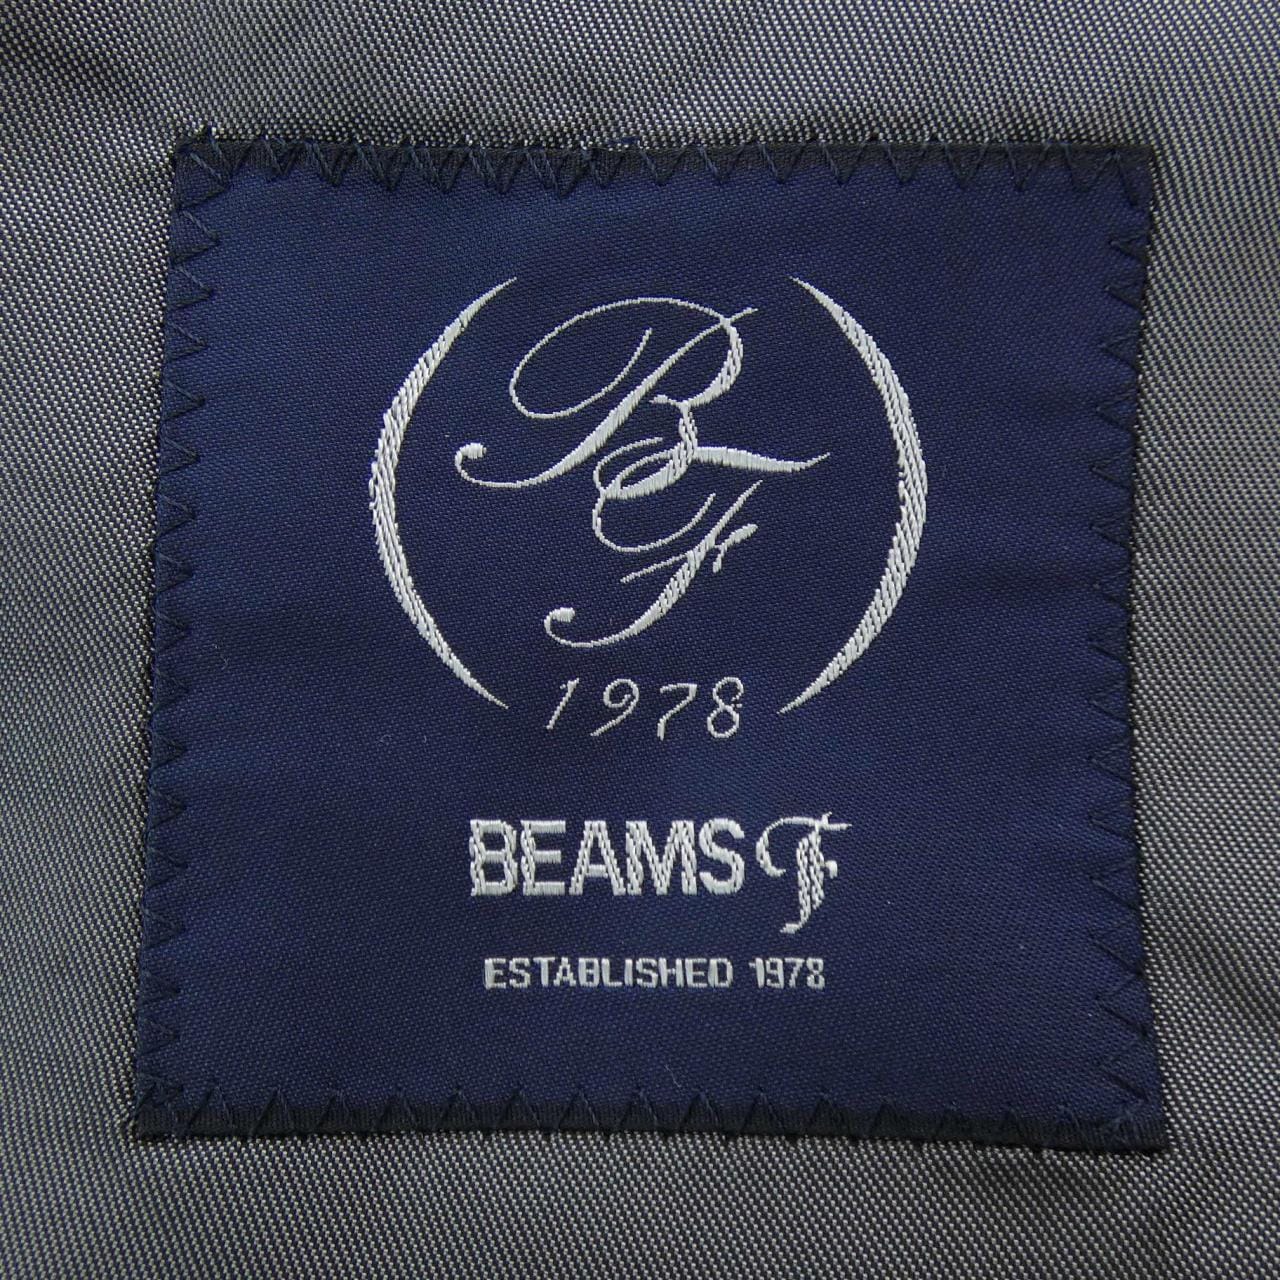 BF
1978
BEAMS F
ESTABLISHED 1978